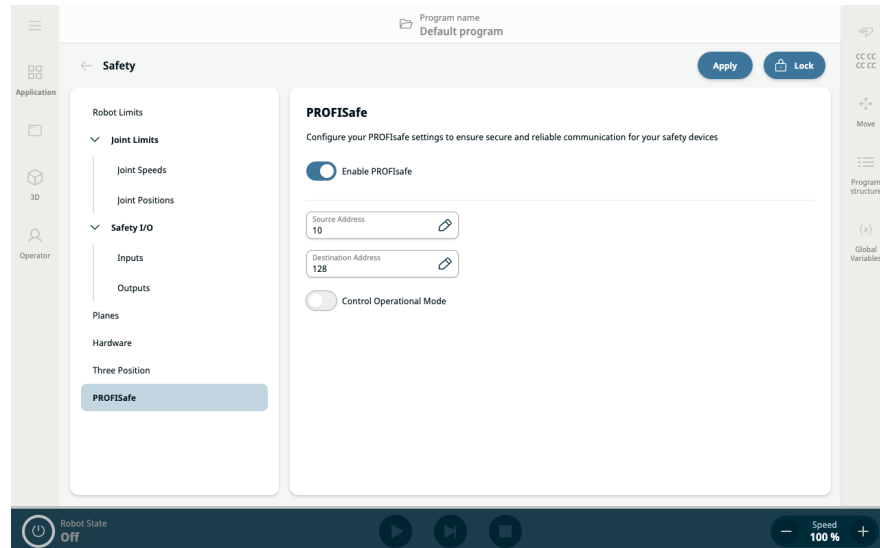 Program name
Default program
Safety
Apply
Lock
Application
3D
Operator
Robot Limits
Joint Limits
Joint Speeds
Joint Positions
Safety I/O
Inputs
Outputs
Planes
Hardware
Three Position
PROFISafe
PROFISafe
Configure your PROFIsafe settings to ensure secure and reliable communication for your safety devices
Enable PROFIsafe
Source Address
10
Destination Address
128
Control Operational Mode
CC CC
CC CC
Move
Program
structure
Global
Variables
Robot State
Off
Speed
100 %